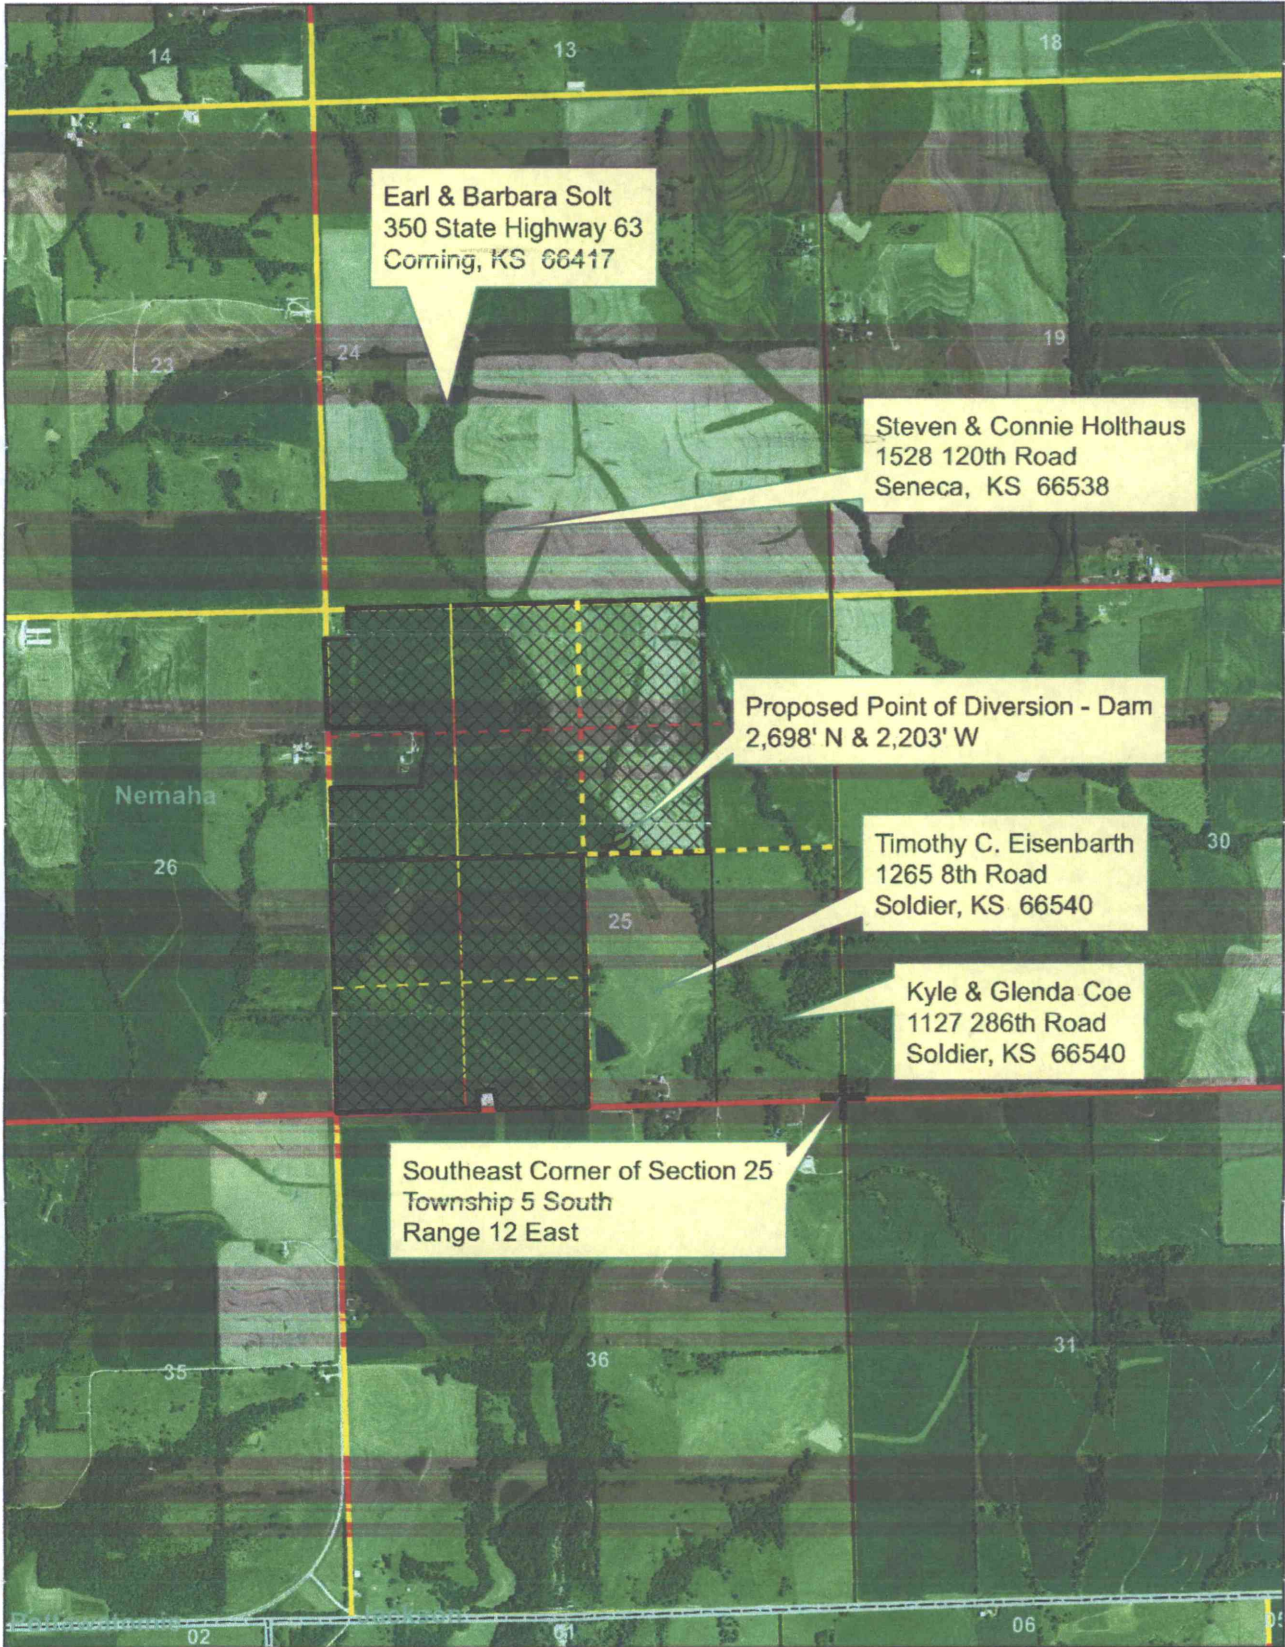 14
13
18
Earl & Barbara Solt
350 State Highway 63
Corning, KS 66417
23
24
19
Steven & Connie Holthaus
1528 120th Road
Seneca, KS 66538
Proposed Point of Diversion - Dam
2,698' N & 2,203' W
Nemaha
Timothy C. Eisenbarth
1265 8th Road
Soldier, KS 66540
26
30
25
Kyle & Glenda Coe
1127 286th Road
Soldier, KS 66540
Southeast Corner of Section 25
Township 5 South
Range 12 East
35
36
31
Pottawatomie
Jackson
02
01
06